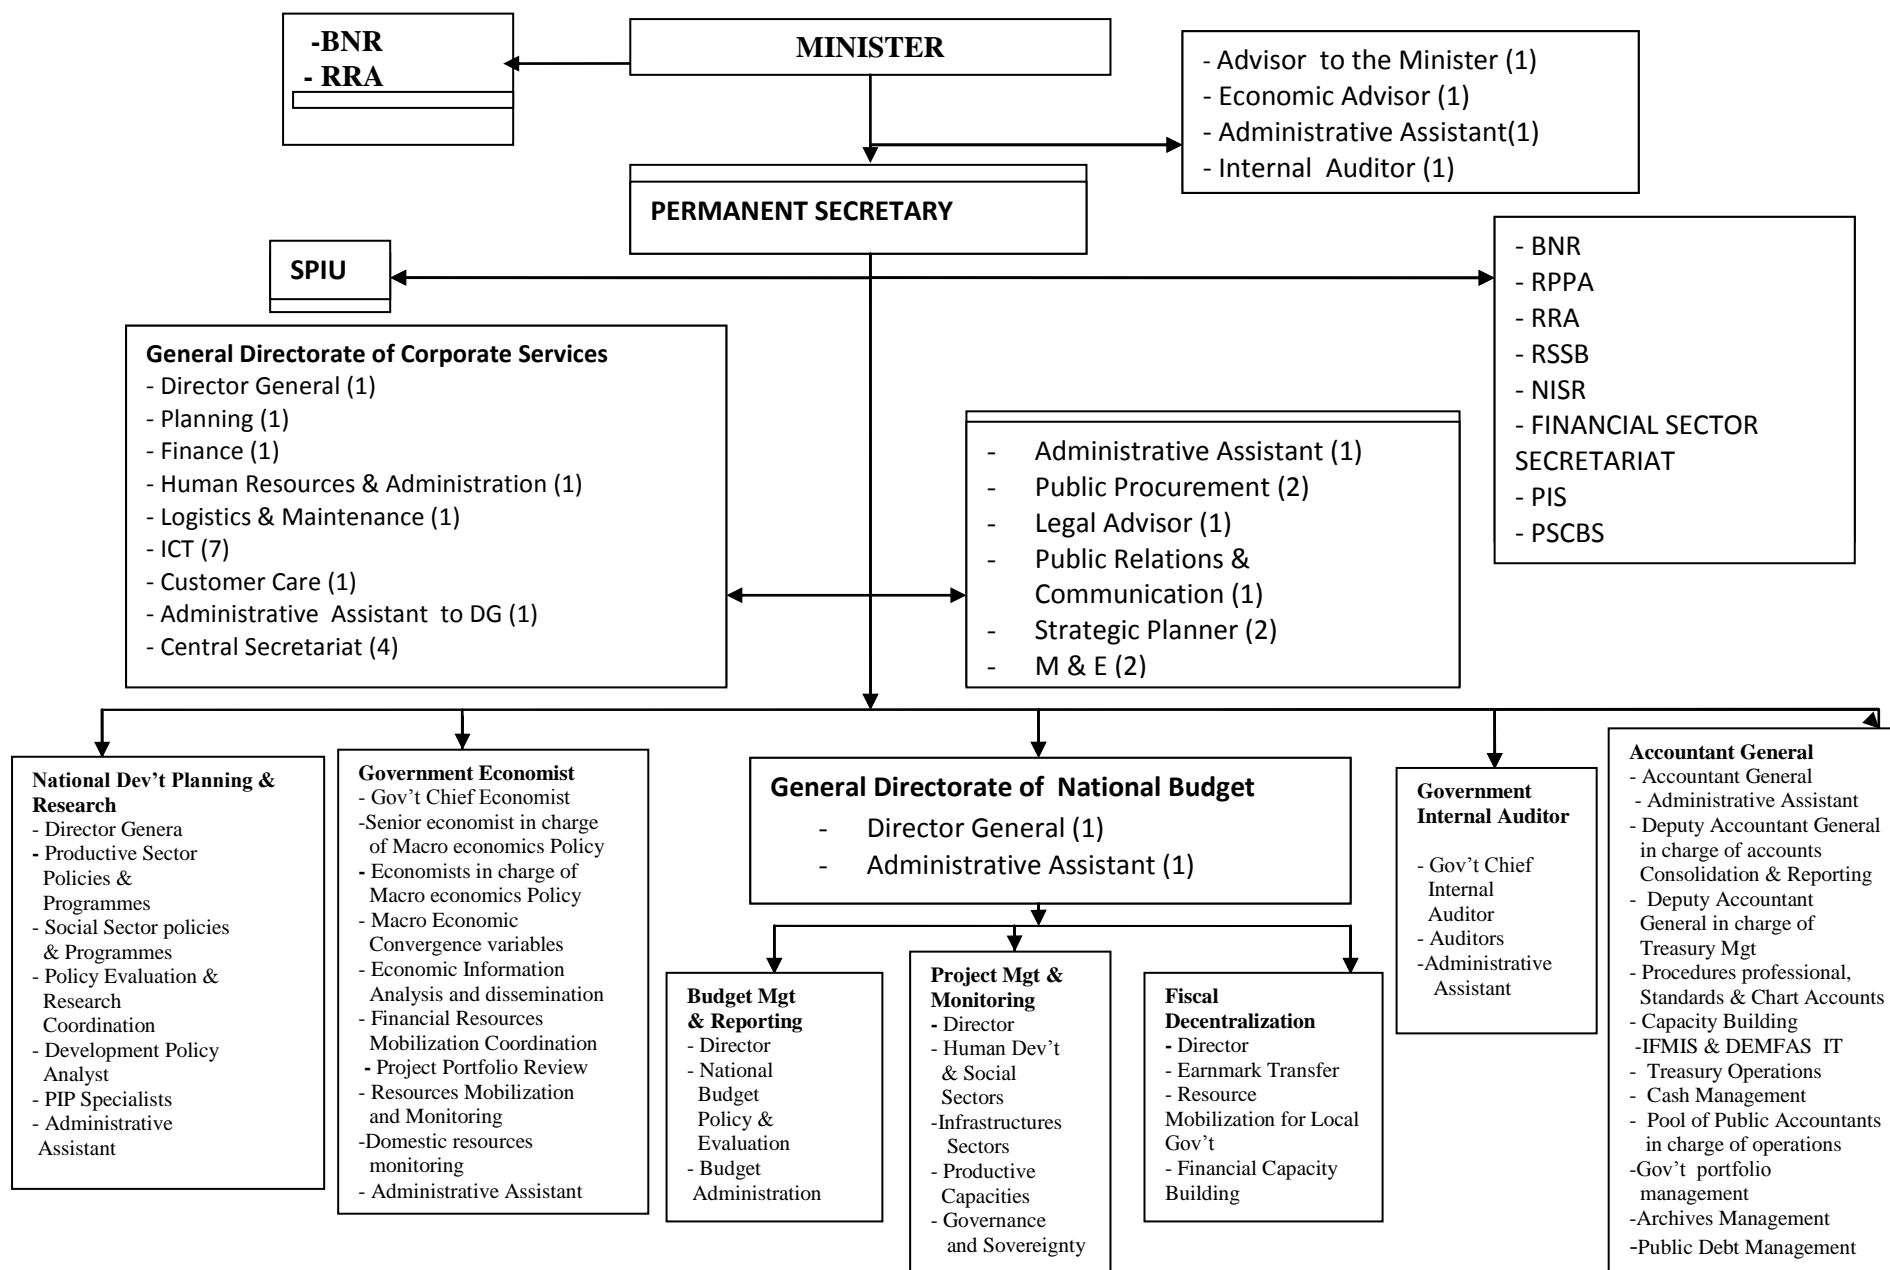 -BNR
- RRA
MINISTER
- Advisor to the Minister (1)
- Economic Advisor (1)
- Administrative Assistant(1)
- Internal Auditor (1)
PERMANENT SECRETARY
SPIU
- BNR
- RPPA
- RRA
- RSSB
- NISR
- FINANCIAL SECTOR
SECRETARIAT
- PIS
- PSCBS
General Directorate of Corporate Services
- Director General (1)
- Planning (1)
- Finance (1)
- Human Resources & Administration (1)
- Logistics & Maintenance (1)
- ICT (7)
- Customer Care (1)
- Administrative Assistant to DG (1)
- Central Secretariat (4)
- Administrative Assistant (1)
- Public Procurement (2)
- Legal Advisor (1)
- Public Relations &
Communication (1)
- Strategic Planner (2)
- M & E (2)
National Dev't Planning &
Research
- Director Genera
- Productive Sector
Policies &
Programmes
- Social Sector policies
& Programmes
- Policy Evaluation &
Research
Coordination
- Development Policy
Analyst
- PIP Specialists
- Administrative
Assistant
Government Economist
- Gov't Chief Economist
-Senior economist in charge
of Macro economics Policy
- Economists in charge of
Macro economics Policy
- Macro Economic
Convergence variables
- Economic Information
Analysis and dissemination
- Financial Resources
Mobilization Coordination
- Project Portfolio Review
- Resources Mobilization
and Monitoring
-Domestic resources
monitoring
- Administrative Assistant
General Directorate of National Budget
- Director General (1)
- Administrative Assistant (1)
Budget Mgt
& Reporting
- Director
- National
Budget
Policy &
Evaluation
- Budget
Administration
Project Mgt &
Monitoring
- Director
- Human Dev't
& Social
Sectors
-Infrastructures
Sectors
- Productive
Capacities
- Governance
and Sovereignty
Fiscal
Decentralization
- Director
- Earnmark Transfer
- Resource
Mobilization for Local
Gov't
- Financial Capacity
Building
Government
Internal Auditor
- Gov't Chief
Internal
Auditor
- Auditors
-Administrative
Assistant
Accountant General
- Accountant General
- Administrative Assistant
- Deputy Accountant General
in charge of accounts
Consolidation & Reporting
- Deputy Accountant
General in charge of
Treasury Mgt
- Procedures professional,
Standards & Chart Accounts
- Capacity Building
-IFMIS & DEMFAS IT
- Treasury Operations
- Cash Management
- Pool of Public Accountants
in charge of operations
-Gov't portfolio
management
-Archives Management
-Public Debt Management